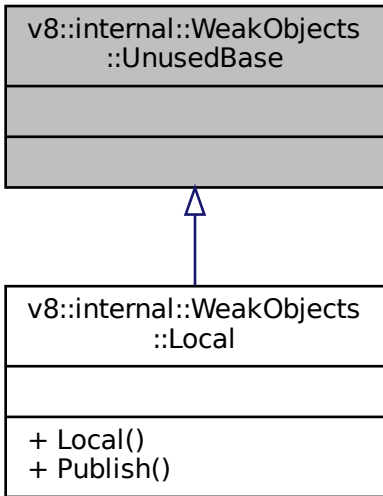 v8::internal::WeakObjects
::UnusedBase
v8::internal::WeakObjects
::Local
+ Local()
+ Publish()